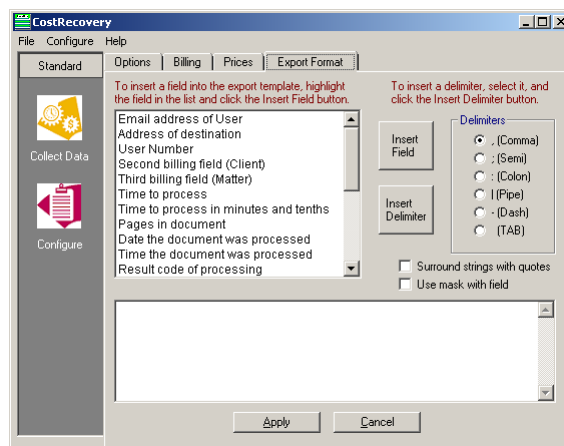 CostRecovery
File Configure Help
Standard
Options Billing Prices Export Format
To insert a field into the export template, highlight
the field in the list and click the Insert Field button.
To insert a delimiter, select it, and
click the Insert Delimiter button.
Email address of User
Address of destination
User Number
Second billing field (Client)
Third billing field (Matter)
Time to process
Time to process in minutes and tenths
Pages in document
Date the document was processed
Time the document was processed
Result code of processing
Insert
Field
Insert
Delimiter
Delimiters
, (Comma)
; (Semi)
: (Colon)
| (Pipe)
- (Dash)
(TAB)
Surround strings with quotes
Use mask with field
Collect Data
Configure
Apply Cancel